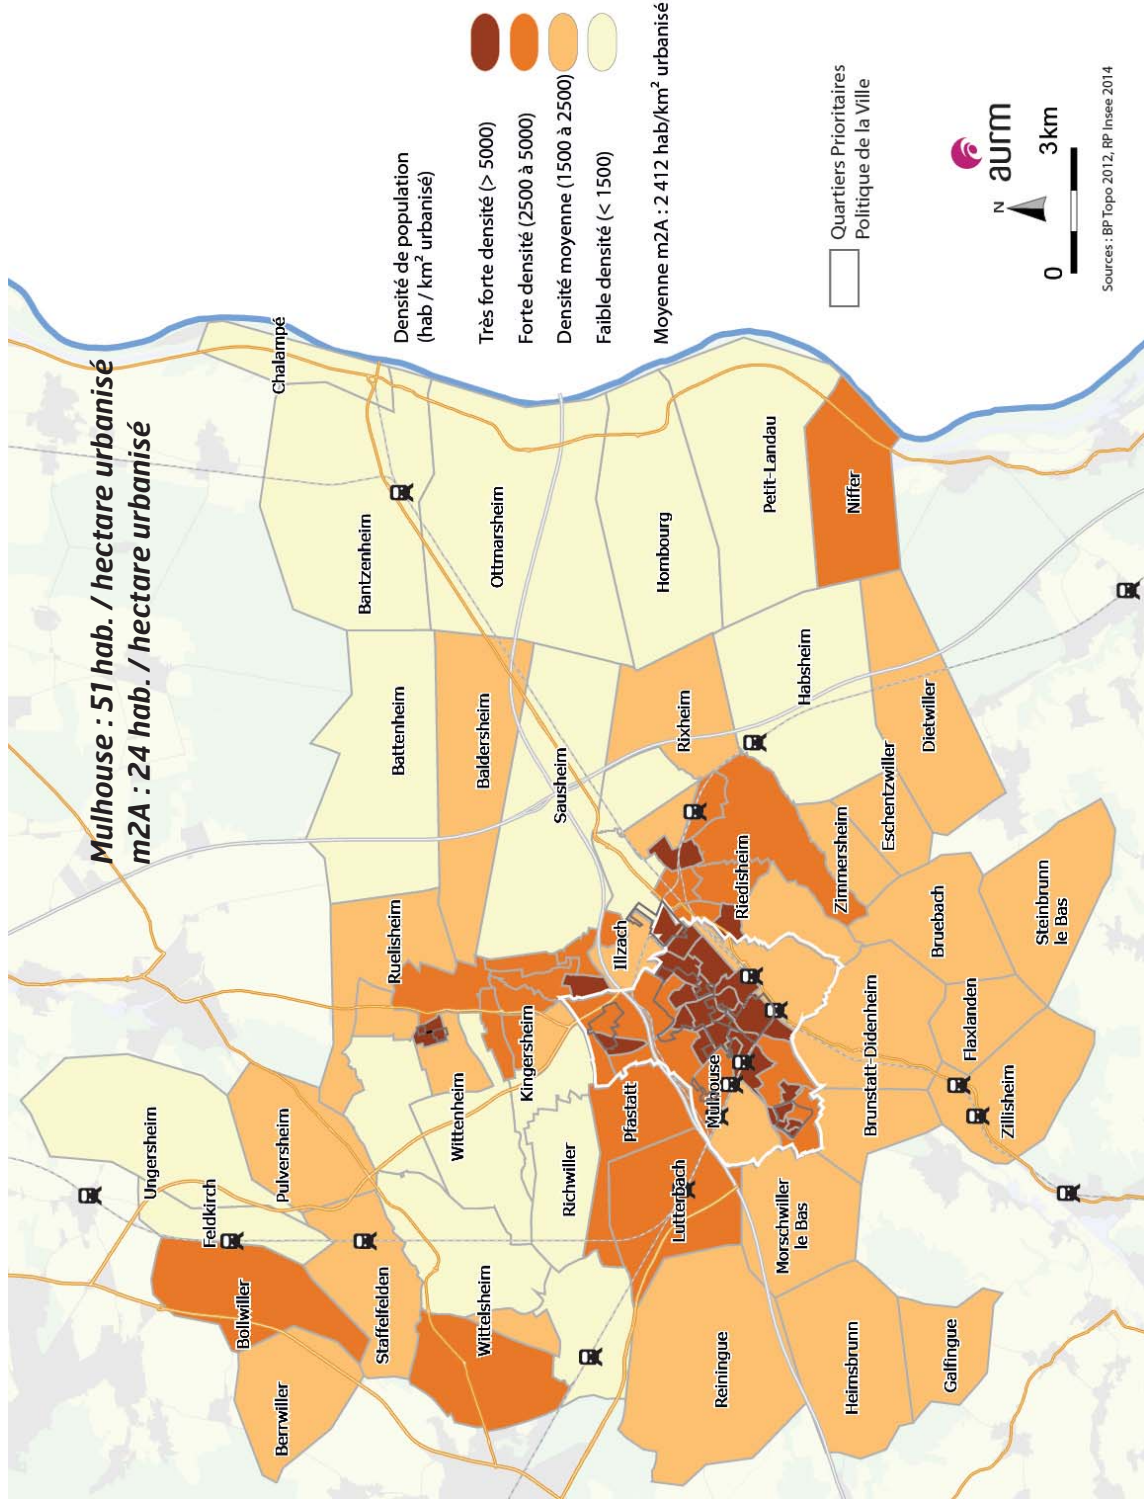 Mulhouse : 51 hab. / hectare urbanisé
m2A : 24 hab. / hectare urbanisé
Densité de population
(hab / km² urbanisé)
Très forte densité (> 5000)
Forte densité (2500 à 5000)
Densité moyenne (1500 à 2500)
Faible densité (< 1500)
Moyenne m2A : 2 412 hab/km² urbanisé
Quartiers Prioritaires
Politique de la Ville
N
aurm
0
3km
Sources : BP Topo 2012, RP Insee 2014
Chalampé
Bantzenheim
Ottmarsheim
Hombourg
Petit-Landau
Niffer
Battenheim
Baldersheim
Sausheim
Rixheim
Habsheim
Dietwiller
Eschentzwiller
Zimmersheim
Riedisheim
Ruelisheim
Illzach
Bruebach
Steinbrunn
le Bas
Kingersheim
Wittenheim
Pfastatt
Mulhouse
Brunstatt-Didenheim
Flaxlanden
Zillisheim
Ungersheim
Pulversheim
Feldkirch
Richwiller
Lutterbach
Morschwiller
le Bas
Bollwiller
Staffelfelden
Wittelsheim
Berrwiller
Reiningue
Heimsbrunn
Galfingue